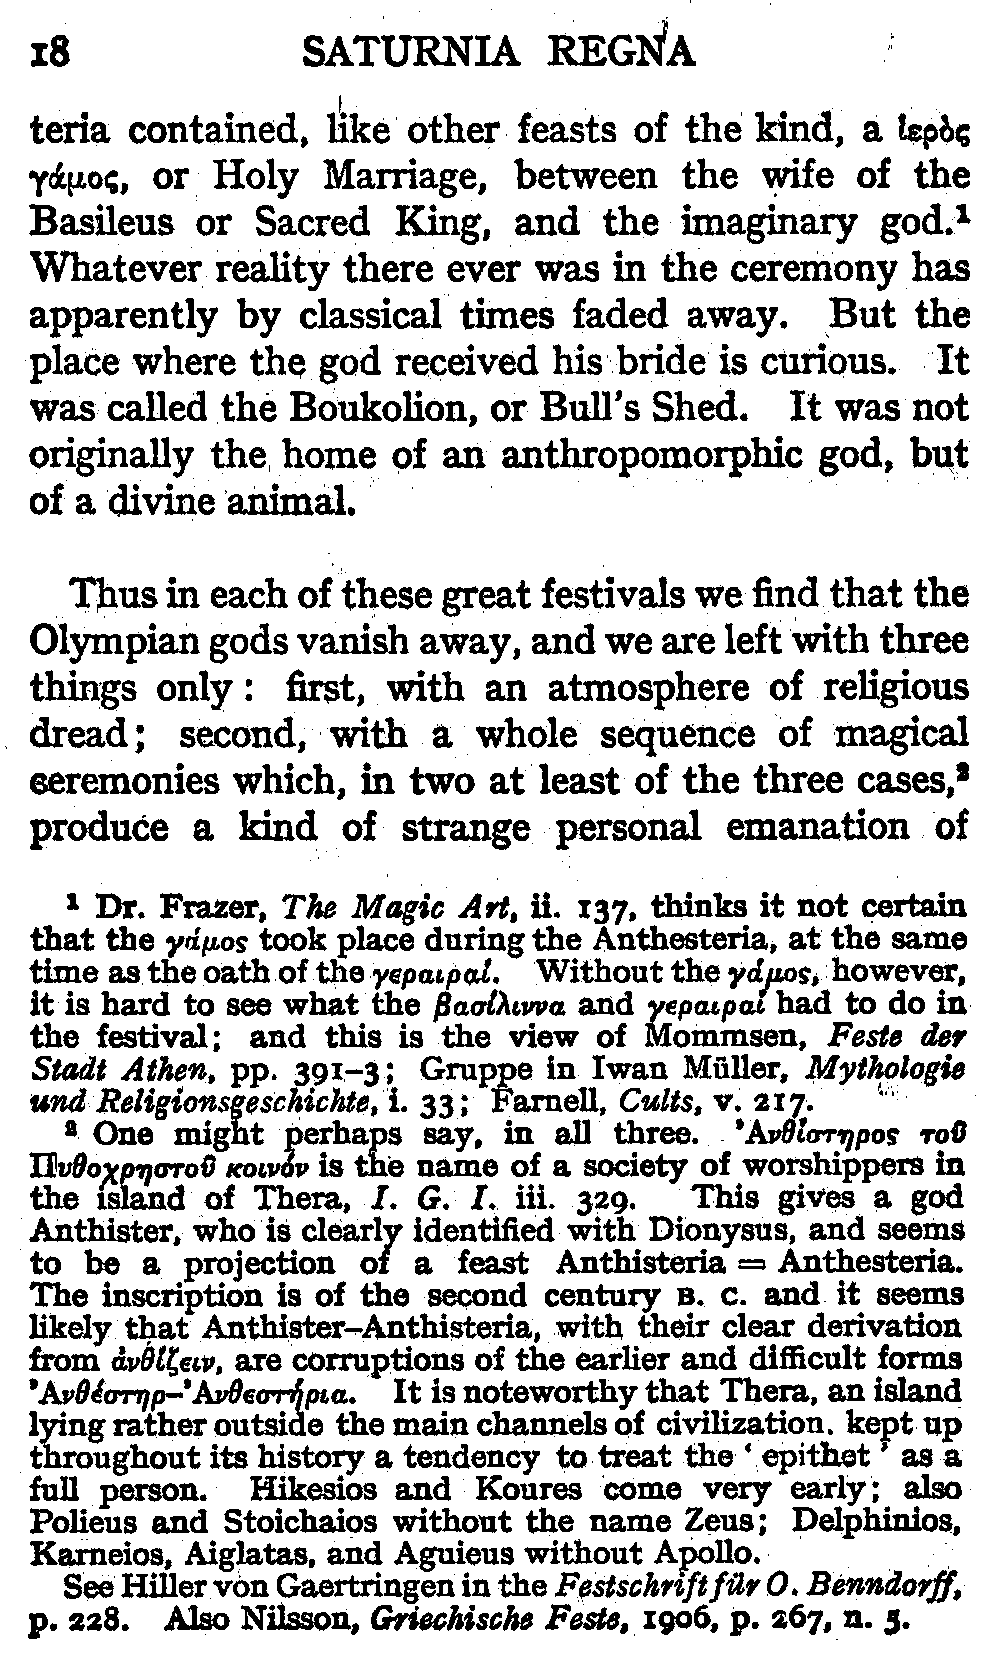 18 SATURNIA REGNA
teria contained, like other feasts of the kind, a ἱερὸς
γάμος, or Holy Marriage, between the wife of the
Basileus or Sacred King, and the imaginary god.¹
Whatever reality there ever was in the ceremony has
apparently by classical times faded away. But the
place where the god received his bride is curious. It
was called the Boukolion, or Bull's Shed. It was not
originally the home of an anthropomorphic god, but
of a divine animal.
Thus in each of these great festivals we find that the
Olympian gods vanish away, and we are left with three
things only : first, with an atmosphere of religious
dread ; second, with a whole sequence of magical
ceremonies which, in two at least of the three cases,²
produce a kind of strange personal emanation of
¹ Dr. Frazer, The Magic Art, ii. 137, thinks it not certain
that the γάμος took place during the Anthesteria, at the same
time as the oath of the γεραιραί. Without the γάμος, however,
it is hard to see what the βασίλιννα and γεραιραί had to do in
the festival; and this is the view of Mommsen, Feste der
Stadt Athen, pp. 391–3; Gruppe in Iwan Müller, Mythologie
und Religionsgeschichte, i. 33; Farnell, Cults, v. 217.
² One might perhaps say, in all three. Ἀνθίστηρος τοῦ
Πυθοχρηστοῦ κοινόν is the name of a society of worshippers in
the island of Thera, I. G. I. iii. 329. This gives a god
Anthister, who is clearly identified with Dionysus, and seems
to be a projection of a feast Anthisteria = Anthesteria.
The inscription is of the second century B. C. and it seems
likely that Anthister–Anthisteria, with their clear derivation
from ἀνθίζειν, are corruptions of the earlier and difficult forms
Ἀνθέστηρ–Ἀνθεστήρια. It is noteworthy that Thera, an island
lying rather outside the main channels of civilization, kept up
throughout its history a tendency to treat the ' epithet ' as a
full person. Hikesios and Koures come very early; also
Polieus and Stoichaios without the name Zeus; Delphinios,
Karneios, Aiglatas, and Aguieus without Apollo.
See Hiller von Gaertringen in the Festschrift für O. Benndorff,
p. 228. Also Nilsson, Griechische Feste, 1906, p. 267, n. 5.